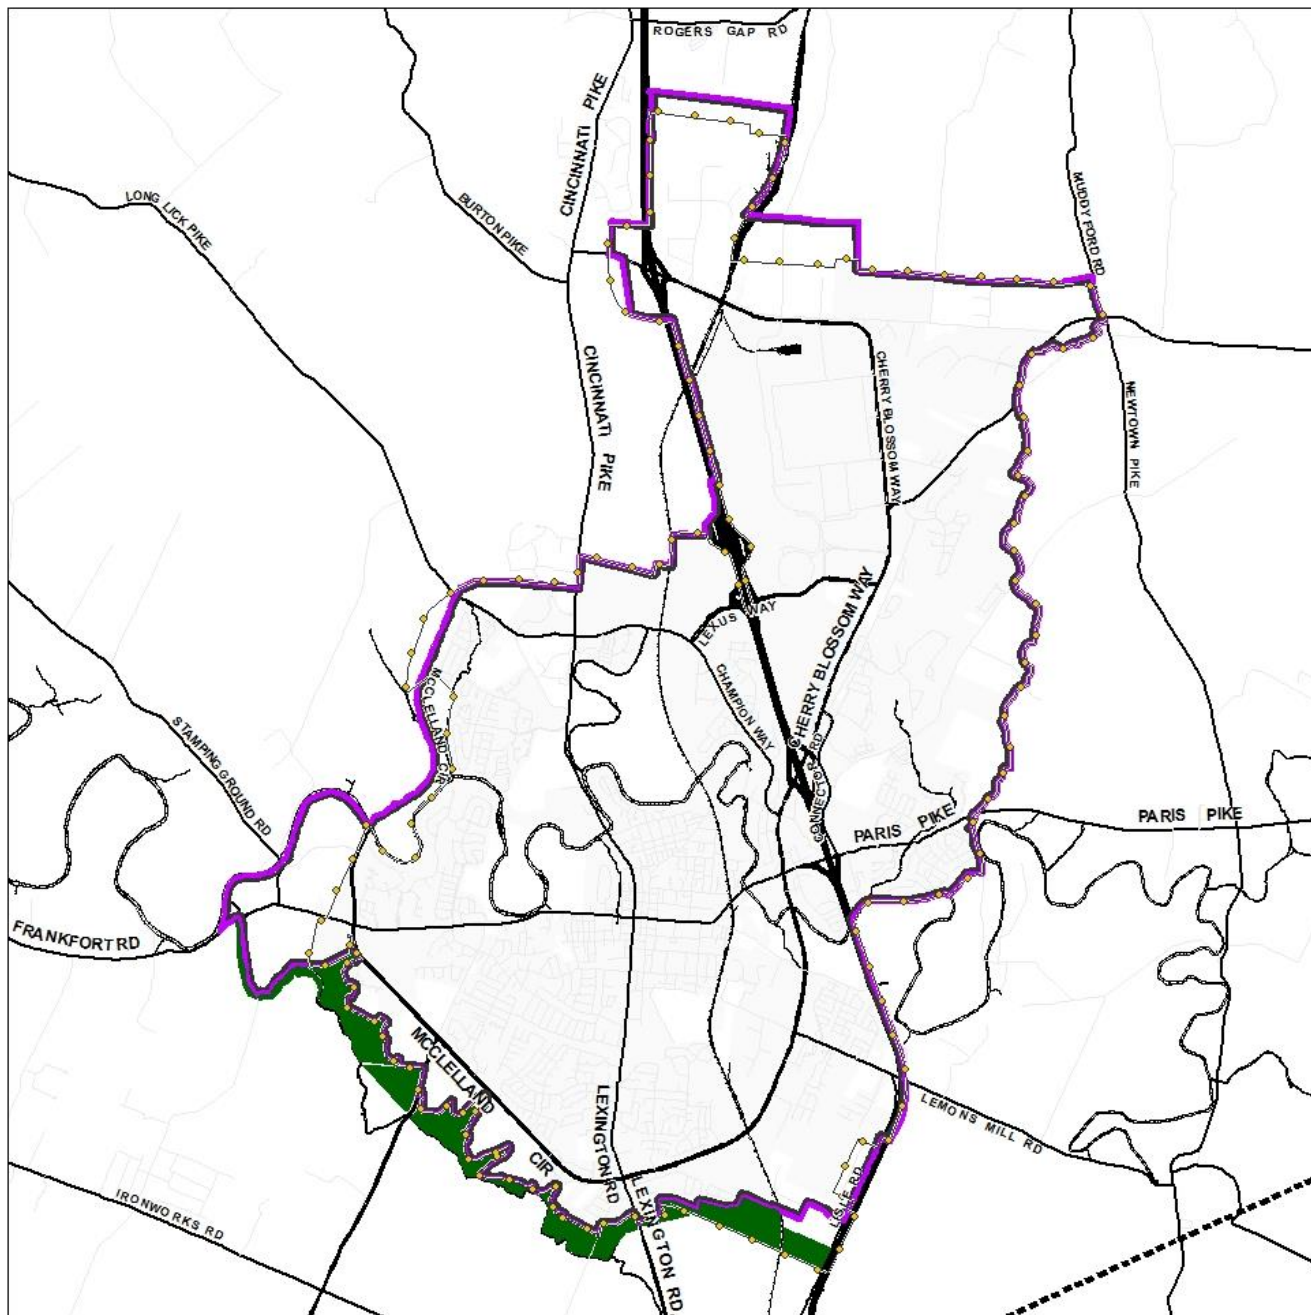 ROGERS GAP RD
CINCINNATI PIKE
MUDDY FORD RD
LONG LICK PIKE
BURTON PIKE
CINCINNATI PIKE
CHERRY BLOSSOM WAY
NEWTOWN PIKE
LEXUS WAY
CHERRY BLOSSOM WAY
CHAMPION WAY
MCCLELLAND CIR
STAMPING GROUND RD
CONNECTOR RD
PARIS PIKE
PARIS PIKE
FRANKFORT RD
MCCLELLAND CIR
LEXINGTON RD
LEMONS MILL RD
LISLE RD
IRONWORKS RD
LEXINGTON RD